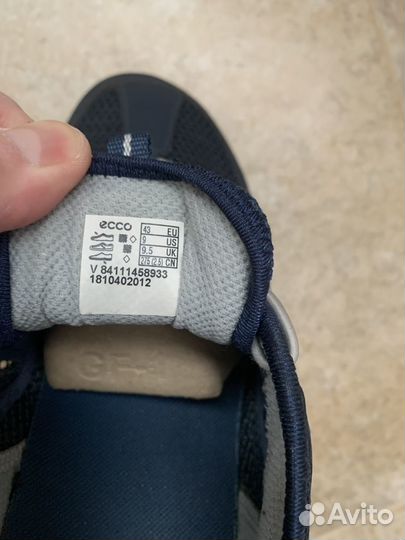 ecco
43 EU
9 US
9.5 UK
275 (2.5) CN
V 84111458933
1810402012
Avito